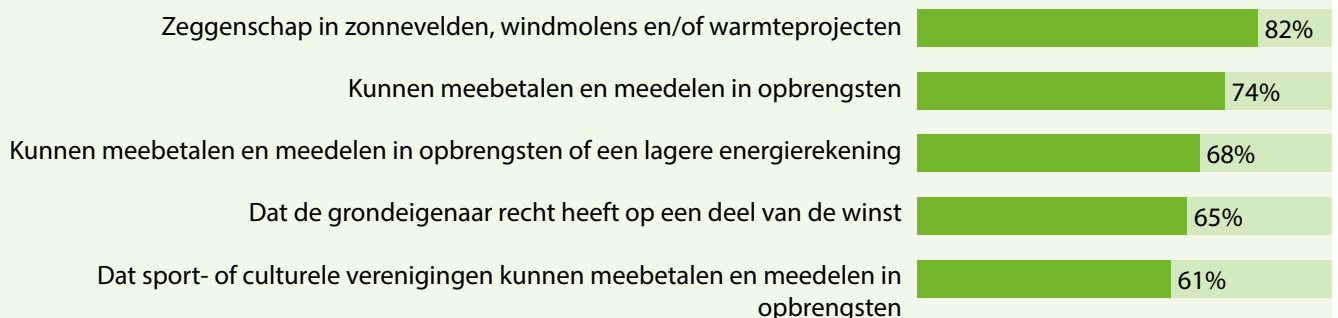 Zeggenschap in zonnevelden, windmolens en/of warmteprojecten 82%
Kunnen meebetalen en meedelen in opbrengsten 74%
Kunnen meebetalen en meedelen in opbrengsten of een lagere energierekening 68%
Dat de grondeigenaar recht heeft op een deel van de winst 65%
Dat sport- of culturele verenigingen kunnen meebetalen en meedelen in 61%
opbrengsten